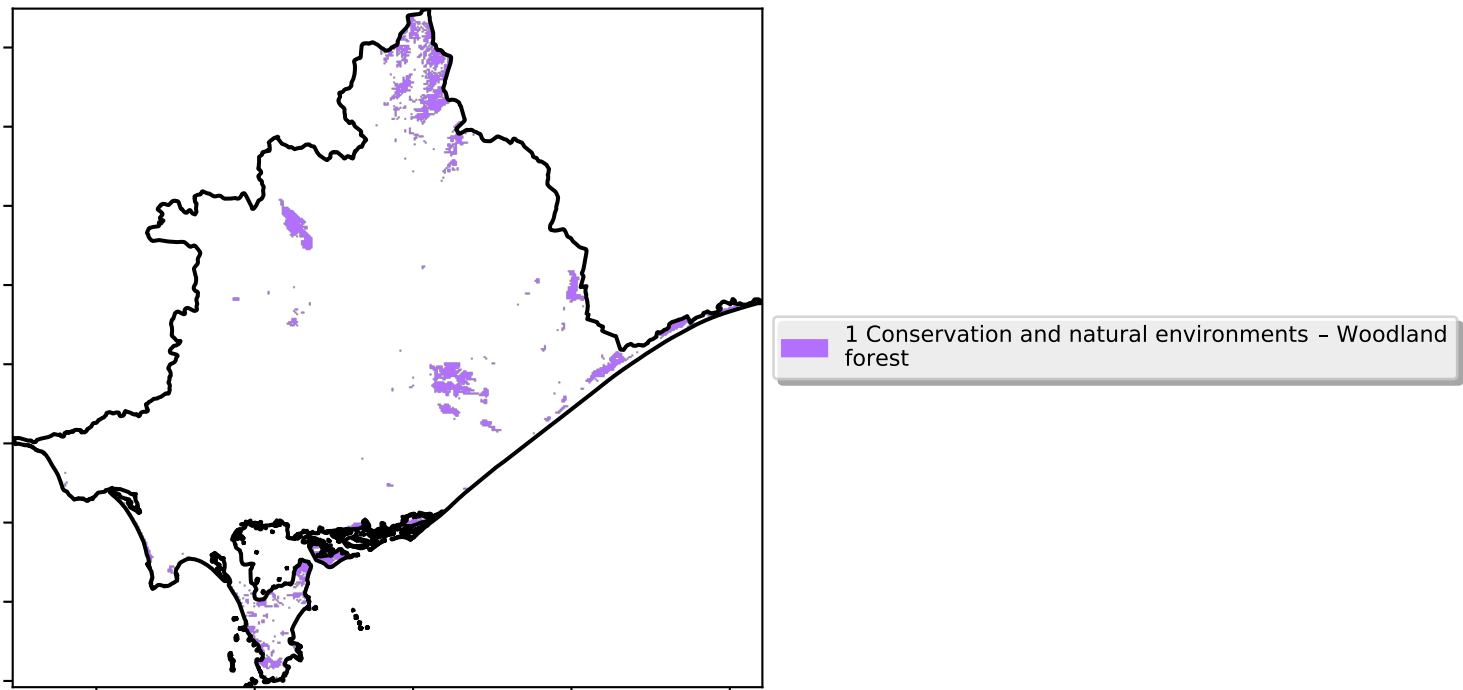 1 Conservation and natural environments – Woodland
forest